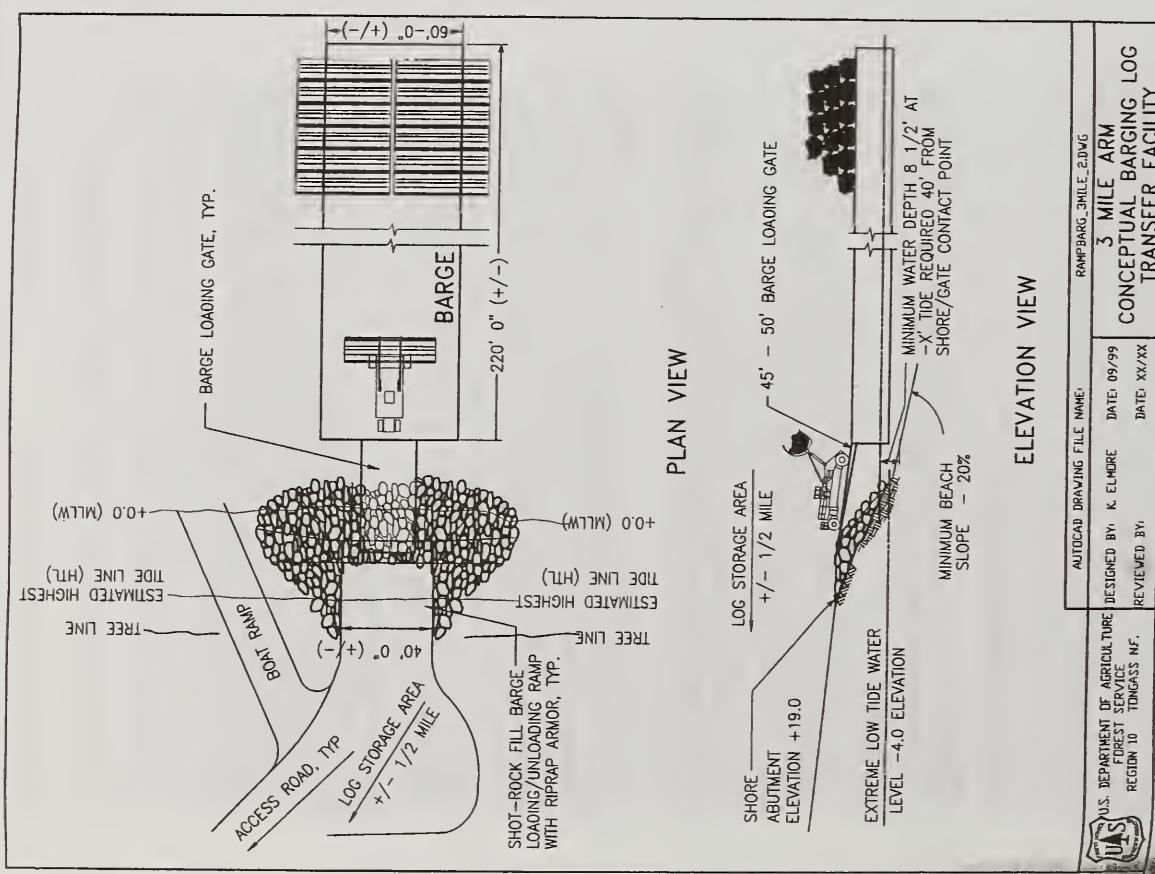 60'-0" (+/-)
BARGE LOADING GATE, TYP.
BARGE
220' 0" (+/-)
+0.0 (MLLW)
ESTIMATED HIGHEST
TIDE LINE (HTL)
TREE LINE
BOAT RAMP
+0.0 (MLLW)
ESTIMATED HIGHEST
TIDE LINE (HTL)
TREE LINE
40' 0" (+/-)
ACCESS ROAD, TYP
LOG STORAGE AREA
+/- 1/2 MILE
SHOT-ROCK FILL BARGE
LOADING/UNLOADING RAMP
WITH RIPRAP ARMOR, TYP.
PLAN VIEW
LOG STORAGE AREA
+/- 1/2 MILE
45' - 50' BARGE LOADING GATE
MINIMUM WATER DEPTH 8 1/2' AT
-X' TIDE REQUIRED 40' FROM
SHORE/GATE CONTACT POINT
SHORE
ABUTMENT
ELEVATION +19.0
EXTREME LOW TIDE WATER
LEVEL -4.0 ELEVATION
MINIMUM BEACH
SLOPE - 20%
ELEVATION VIEW
U.S. DEPARTMENT OF AGRICULTURE
FOREST SERVICE
REGION 10 TONGASS NF.
UAS
AUTOCAD DRAWING FILE NAME:
RAMPBARG_3MILE_2.DWG
DESIGNED BY: K. ELMORE DATE: 09/99
REVIEWED BY: DATE: XX/XX
3 MILE ARM
CONCEPTUAL BARGING LOG
TRANSFER FACILITY